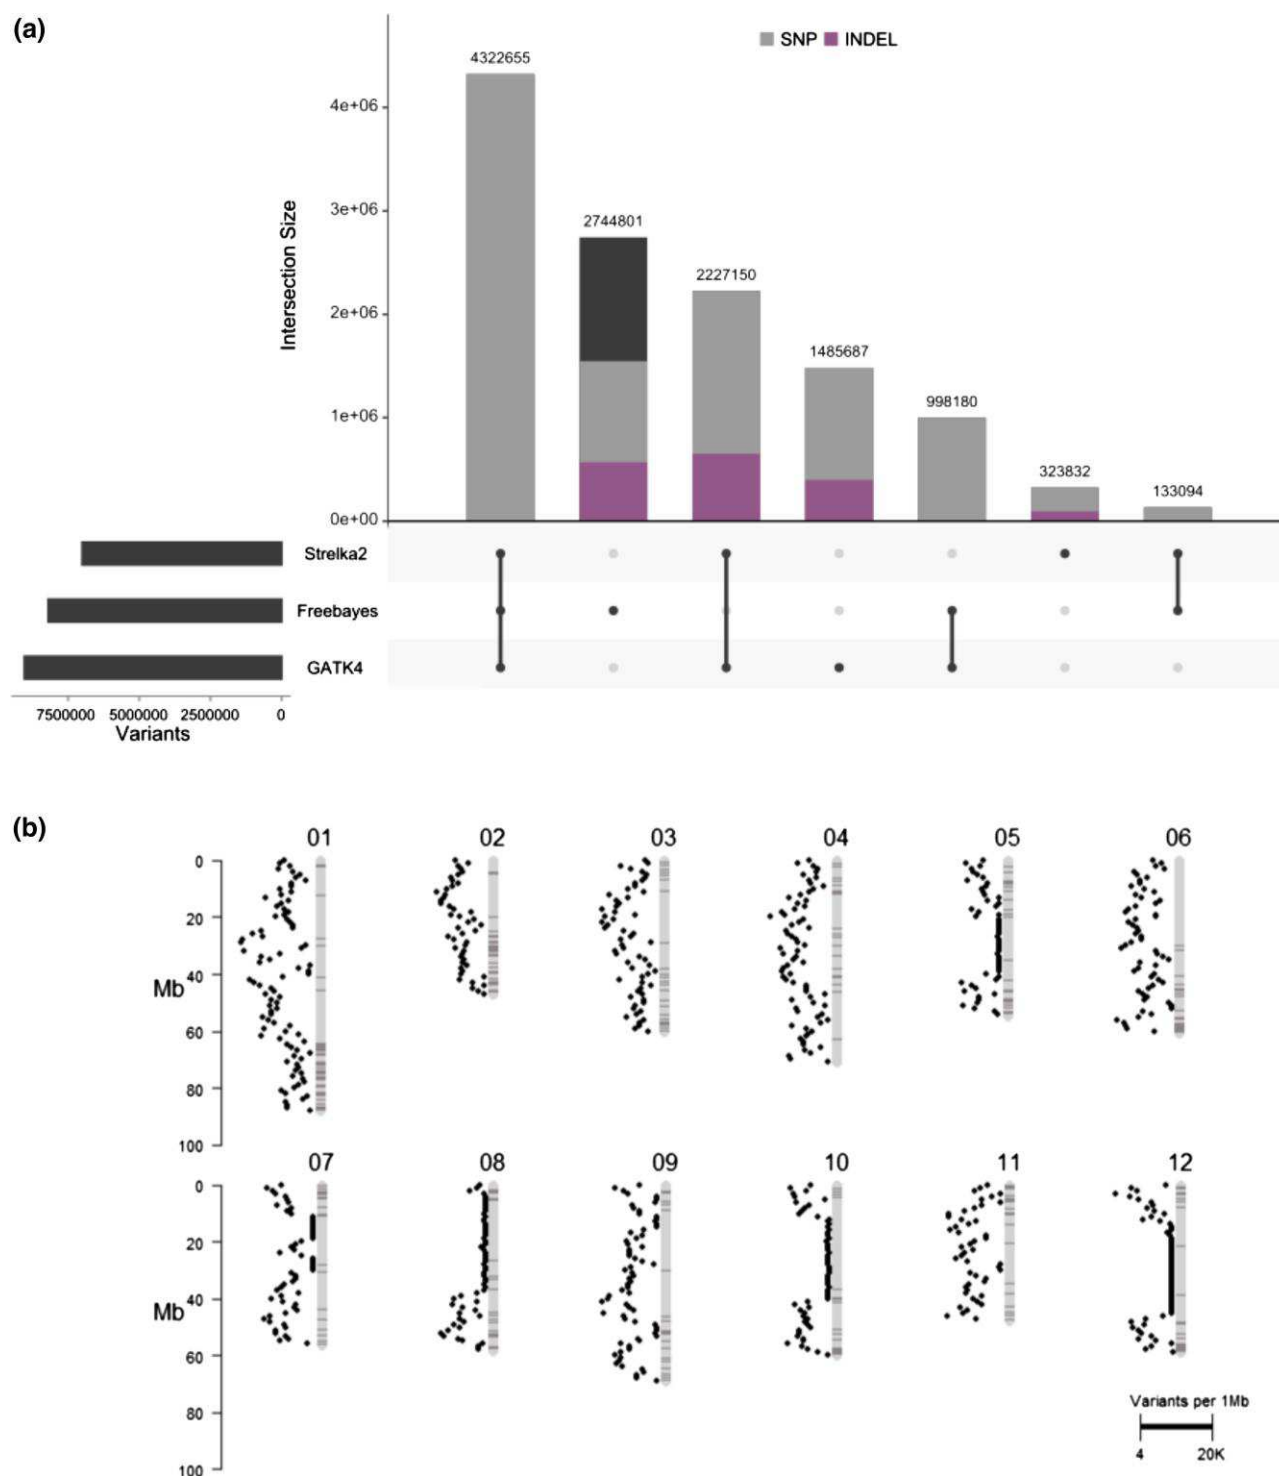 (a)
SNP INDEL
4322655
4e+06
3e+06
2744801
2227150
Intersection Size
2e+06
1485687
1e+06
998180
323832
133094
0e+00
Strelka2
Freebayes
GATK4
7500000 5000000 2500000 0
Variants
(b)
01 02 03 04 05 06
0
20
40
Mb
60
80
100
07 08 09 10 11 12
0
20
40
Mb
60
80
100
Variants per 1Mb
4 20K